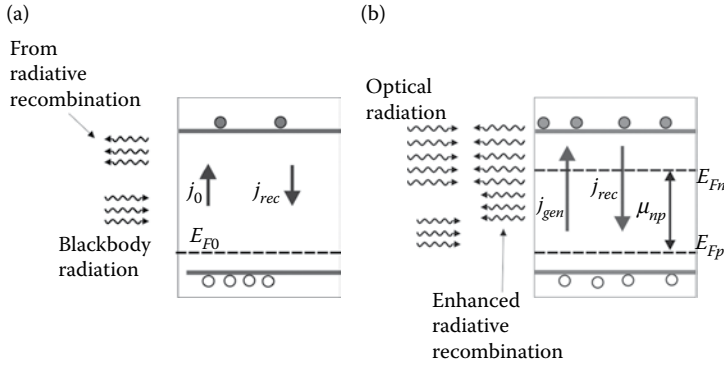 (a)
From
radiative
recombination
j0
jrec
EF0
Blackbody
radiation
(b)
Optical
radiation
jgen
jrec
μnp
EFn
EFp
Enhanced
radiative
recombination